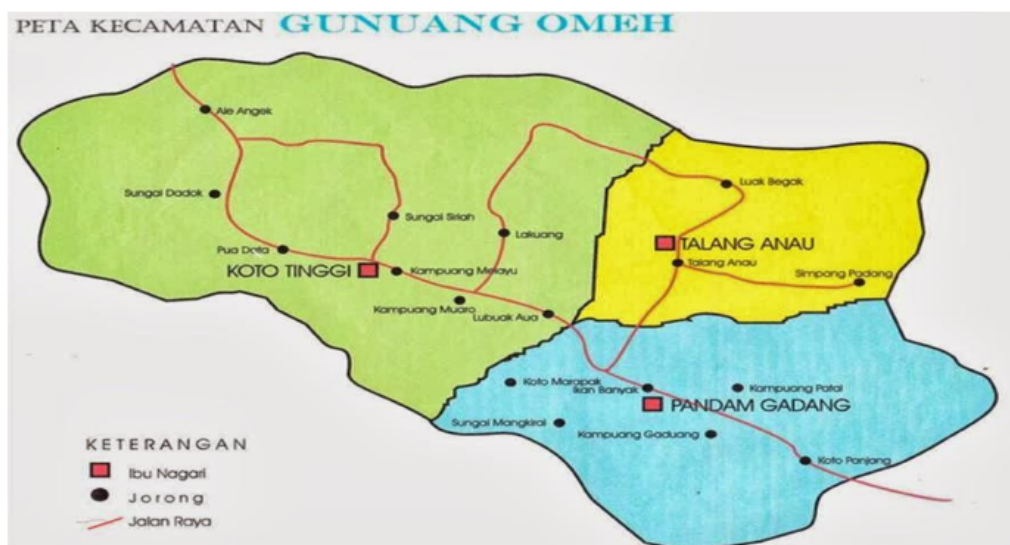 PETA KECAMATAN GUNUANG OMEH
Aie Angek
Sungai Dadok
Sungai Siriah
Luak Begak
Lakuang
Pua Data
KOTO TINGGI
Kampuang Melayu
TALANG ANAU
Talang Anau
Simpang Padang
Kampuang Muaro
Lubuak Aua
Koto Marapak
Ikan Banyak
Kampuang Patai
PANDAM GADANG
Sungai Mangkirai
Kampuang Gaduang
Koto Panjang
KETERANGAN
Ibu Nagari
Jorong
Jalan Raya